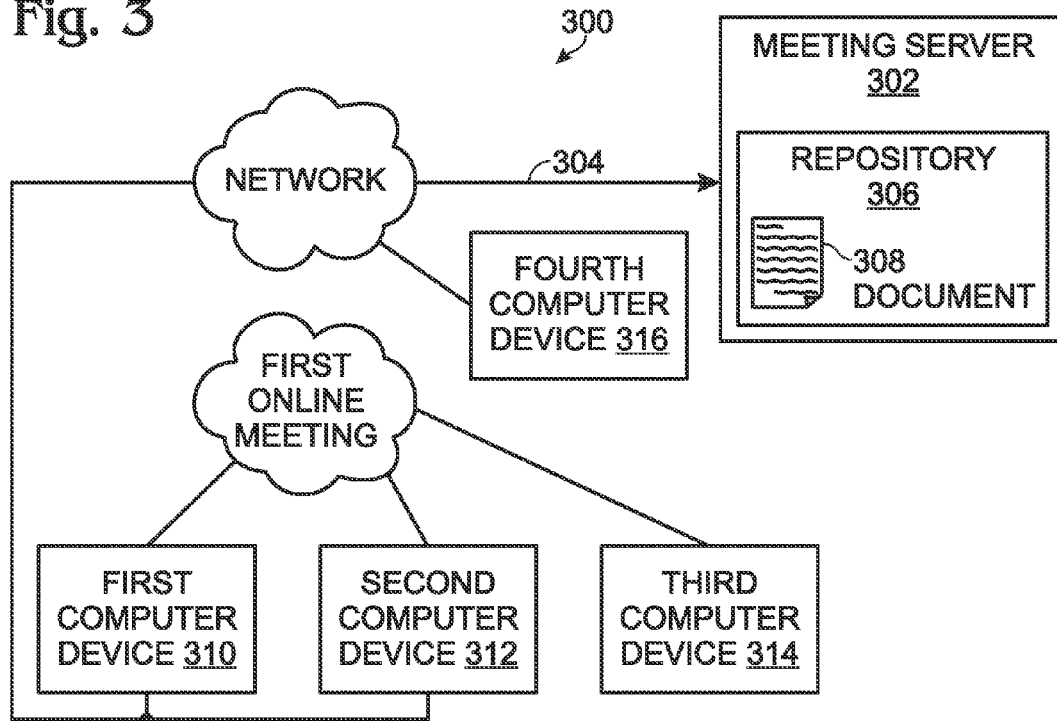 Fig. 3
300
MEETING SERVER
302
REPOSITORY
306
308
DOCUMENT
NETWORK
304
FOURTH
COMPUTER
DEVICE 316
FIRST
ONLINE
MEETING
FIRST
COMPUTER
DEVICE 310
SECOND
COMPUTER
DEVICE 312
THIRD
COMPUTER
DEVICE 314